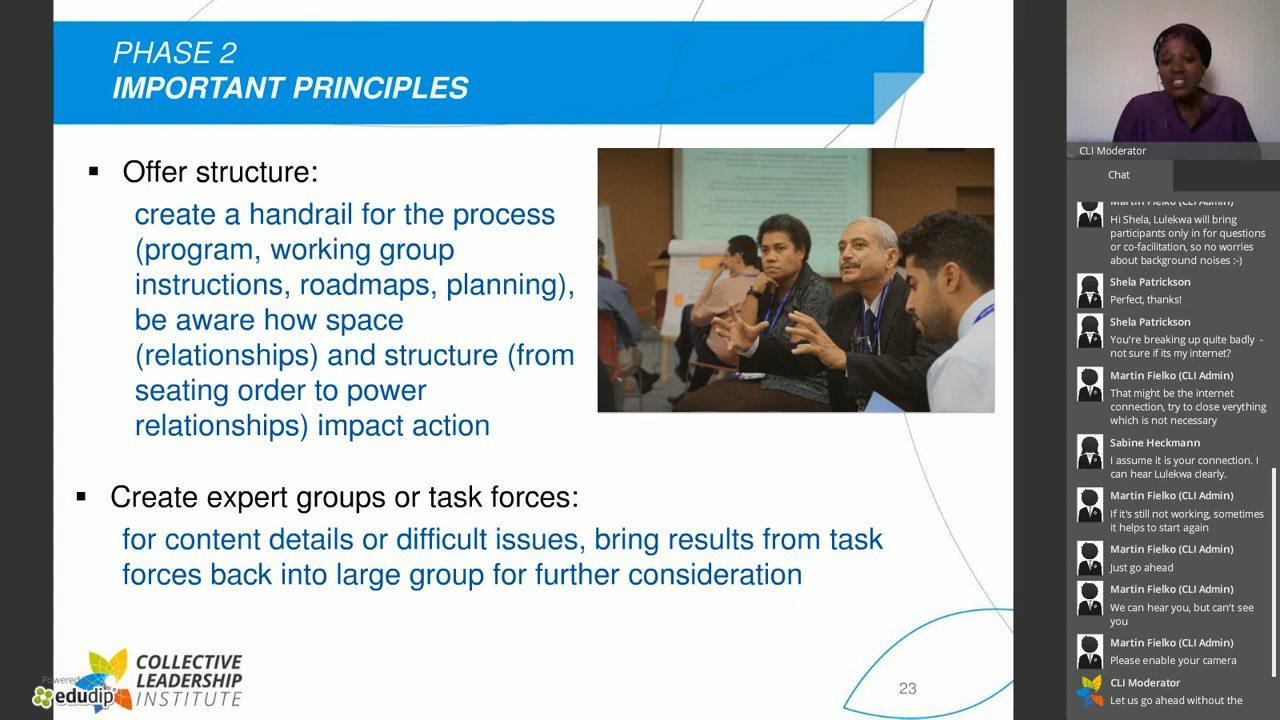 PHASE 2
IMPORTANT PRINCIPLES
▪ Offer structure:
create a handrail for the process
(program, working group
instructions, roadmaps, planning),
be aware how space
(relationships) and structure (from
seating order to power
relationships) impact action
▪ Create expert groups or task forces:
for content details or difficult issues, bring results from task
forces back into large group for further consideration
COLLECTIVE
LEADERSHIP
INSTITUTE
Powered
edudip
23
CLI Moderator
Chat
Martin Fielko (CLI Admin)
Hi Shela, Lulekwa will bring
participants only in for questions
or co-facilitation, so no worries
about background noises :-)
Shela Patrickson
Perfect, thanks!
Shela Patrickson
You're breaking up quite badly -
not sure if its my internet?
Martin Fielko (CLI Admin)
That might be the internet
connection, try to close verything
which is not necessary
Sabine Heckmann
I assume it is your connection. I
can hear Lulekwa clearly.
Martin Fielko (CLI Admin)
If it's still not working, sometimes
it helps to start again
Martin Fielko (CLI Admin)
Just go ahead
Martin Fielko (CLI Admin)
We can hear you, but can't see
you
Martin Fielko (CLI Admin)
Please enable your camera
CLI Moderator
Let us go ahead without the